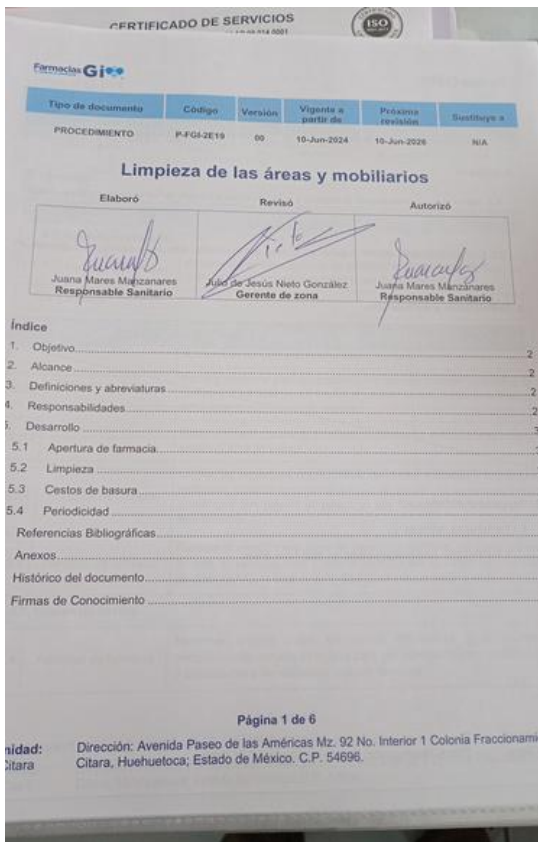 CERTIFICADO DE SERVICIOS
ISO
Farmacias Gi
Tipo de documento Código Versión Vigente a partir de Próxima revisión Sustituye a
PROCEDIMIENTO P-FGI-2E19 00 10-Jun-2024 10-Jun-2026 N/A
Limpieza de las áreas y mobiliarios
Elaboró Revisó Autorizó
Juana Mares Manzanares Julio de Jesús Nieto González Juana Mares Manzanares
Responsable Sanitario Gerente de zona Responsable Sanitario
Índice
1. Objetivo 2
2. Alcance 2
3. Definiciones y abreviaturas 2
4. Responsabilidades 2
5. Desarrollo 3
5.1 Apertura de farmacia
5.2 Limpieza
5.3 Cestos de basura
5.4 Periodicidad
Referencias Bibliográficas
Anexos
Histórico del documento
Firmas de Conocimiento
Página 1 de 6
nidad: Dirección: Avenida Paseo de las Américas Mz. 92 No. Interior 1 Colonia Fraccionami
Citara Citara, Huehuetoca; Estado de México. C.P. 54696.